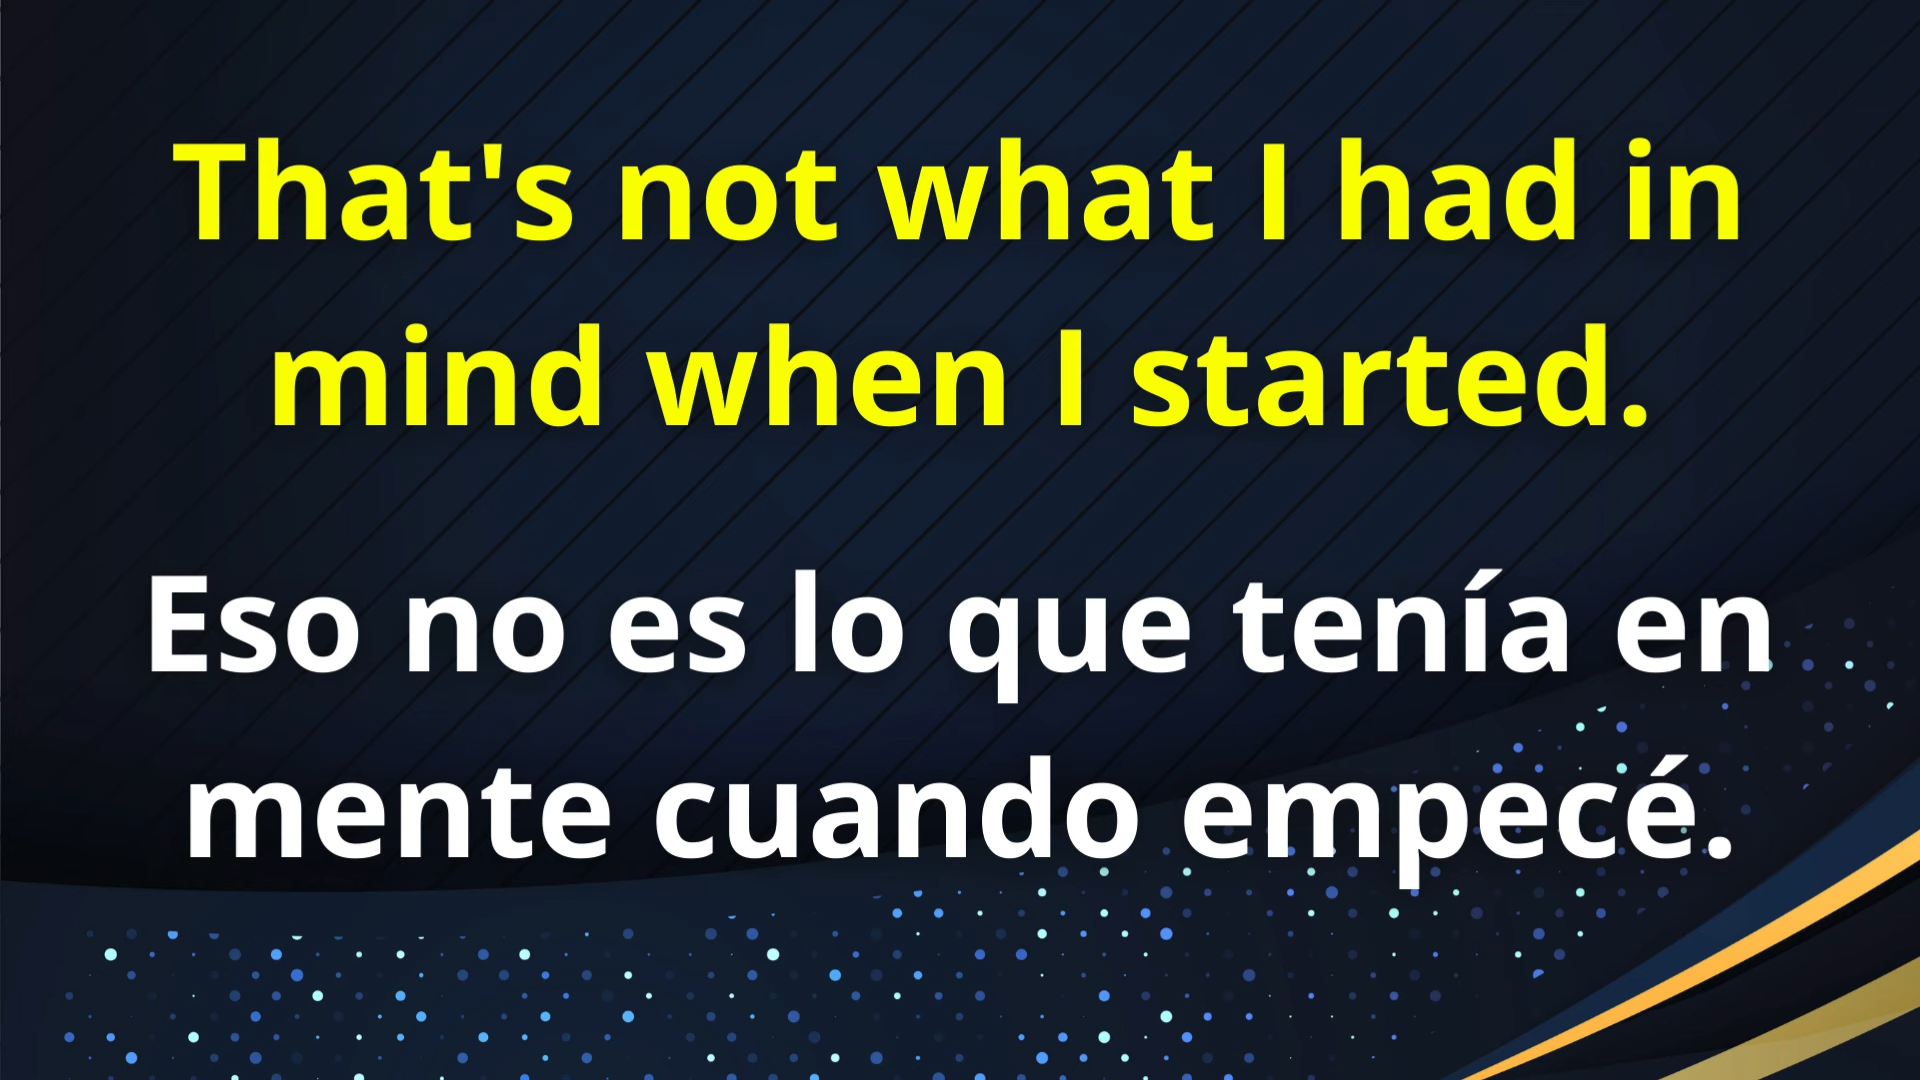 That's not what I had in
mind when I started.
Eso no es lo que tenía en
mente cuando empecé.